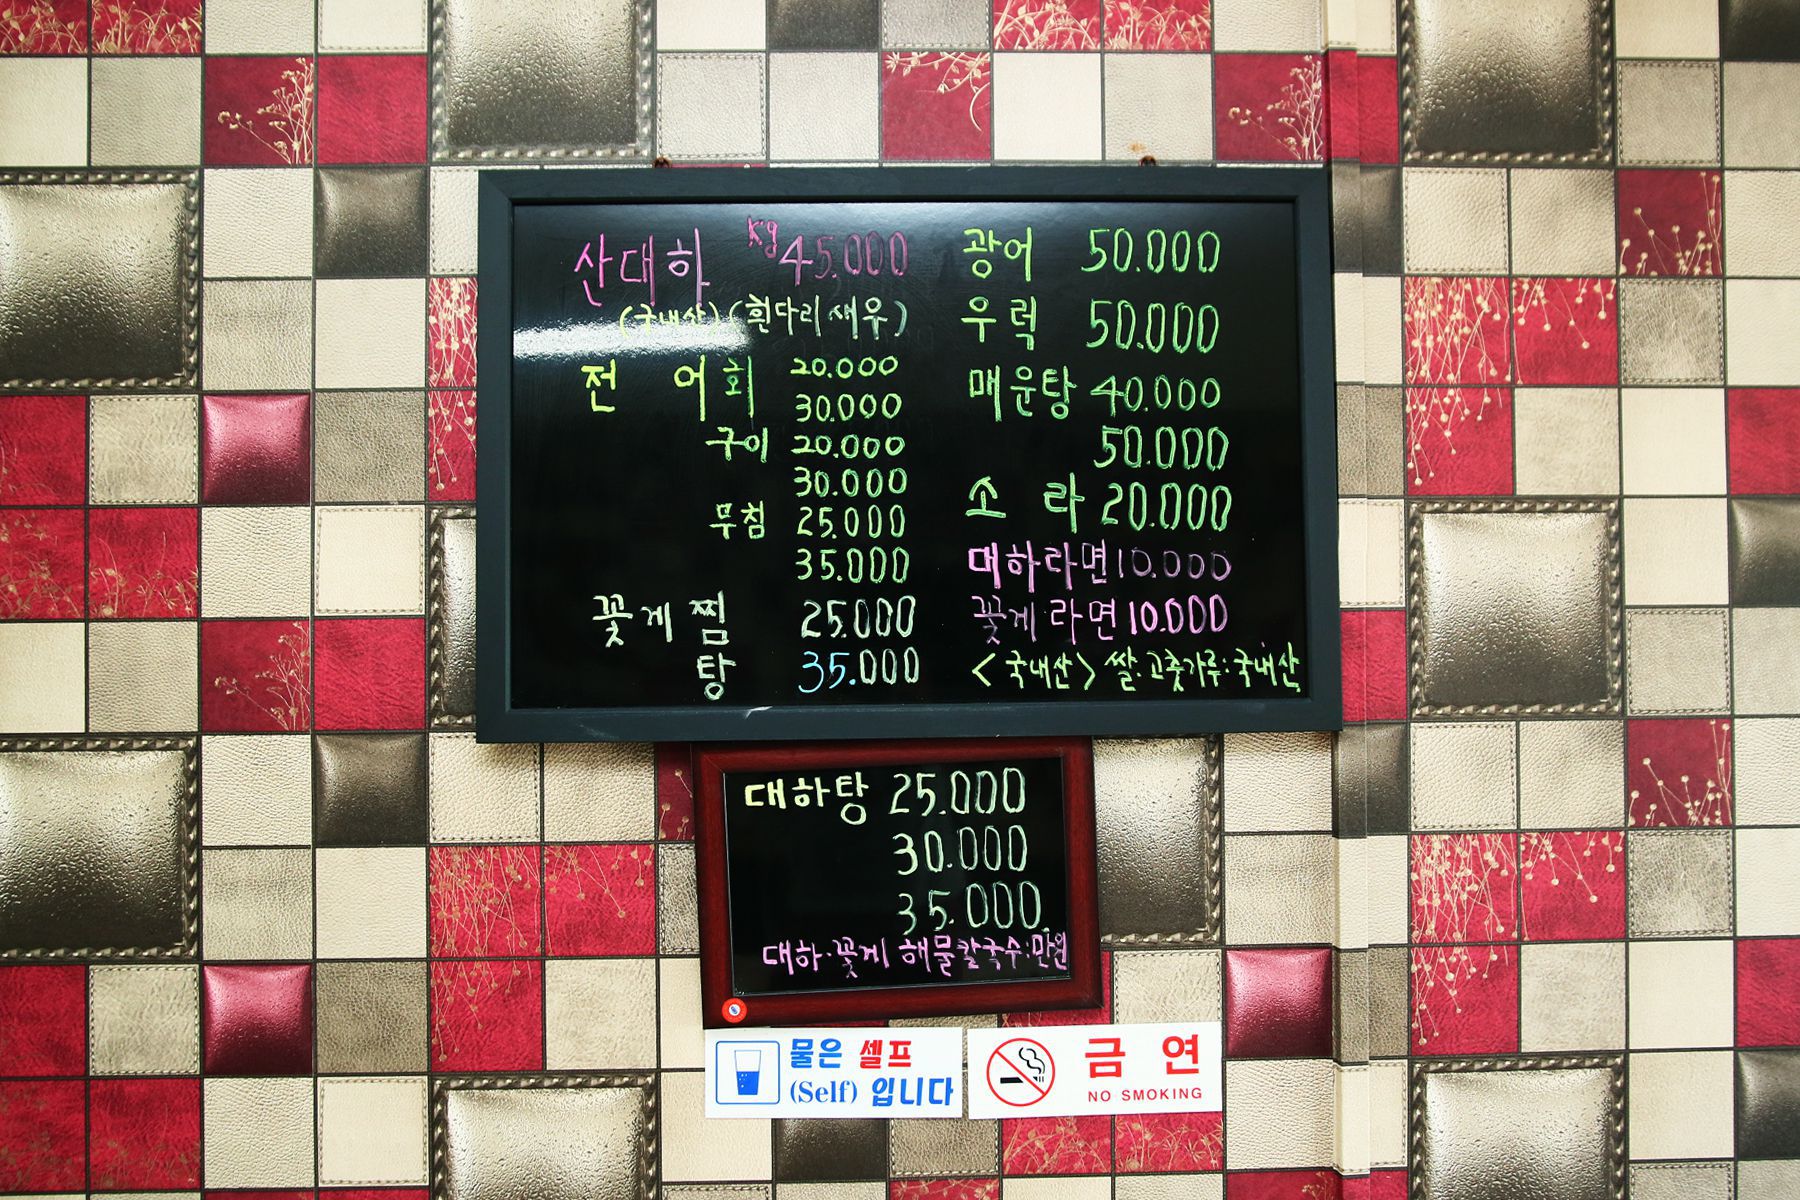 산대하 Kg 45.000
(국내산) (흰다리새우)
전 어회 20.000
30.000
구이 20.000
30.000
무침 25.000
35.000
꽃게 찜 25.000
탕 35.000
광어 50.000
우럭 50.000
매운탕 40.000
50.000
소 라 20.000
대하라면 10.000
꽃게 라면 10.000
<국내산> 쌀.고춧가루:국내산
대하탕 25.000
30.000
35.000
대하.꽃게 해물칼국수:만원
물은 셀프
(Self) 입니다
금 연
NO SMOKING